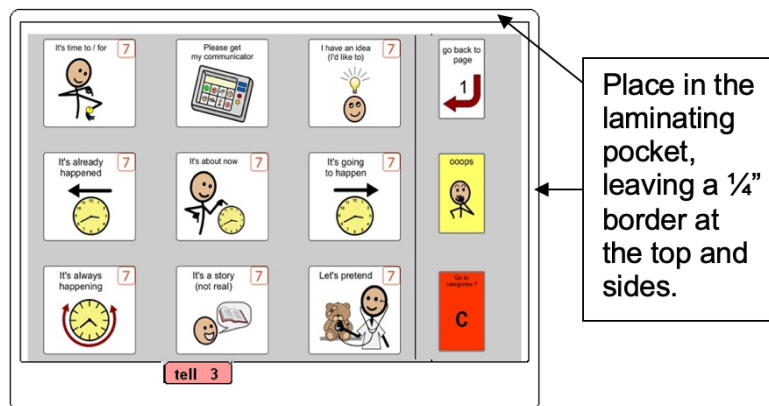 It's time to / for 7
Please get
my communicator
I have an idea 7
(I'd like to)
go back to
page
1
It's already 7
happened
It's about now 7
It's going 7
to happen
ooops
It's always 7
happening
It's a story 7
(not real)
Let's pretend 7
Go to
categories 7
C
tell 3
Place in the
laminating
pocket,
leaving a ¼”
border at
the top and
sides.